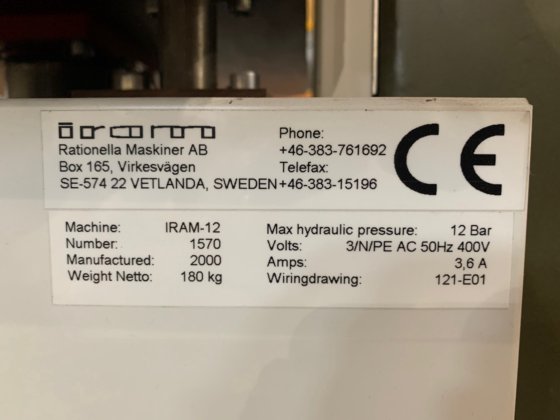 iram
Rationella Maskiner AB
Box 165, Virkesvägen
SE-574 22 VETLANDA, SWEDEN
Phone:
+46-383-761692
Telefax:
+46-383-15196
CE
Machine: IRAM-12
Number: 1570
Manufactured: 2000
Weight Netto: 180 kg
Max hydraulic pressure: 12 Bar
Volts: 3/N/PE AC 50Hz 400V
Amps: 3,6 A
Wiringdrawing: 121-E01